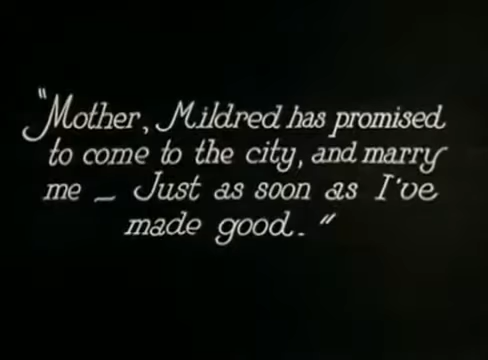 "Mother, Mildred has promised
to come to the city, and marry
me — Just as soon as I've
made good."